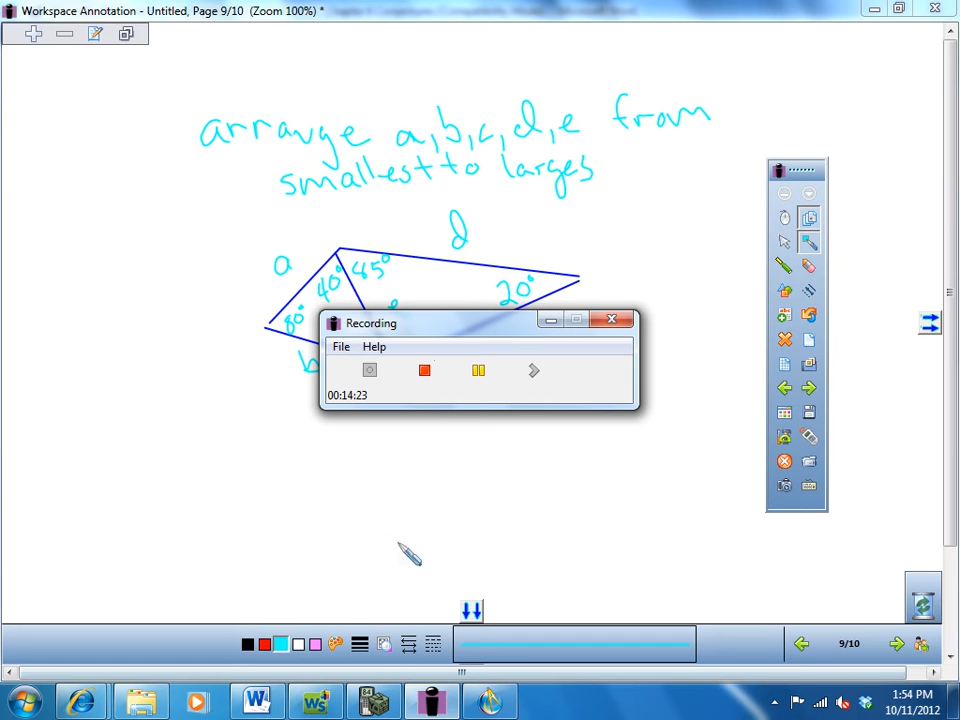 Workspace Annotation - Untitled, Page 9/10 (Zoom 100%) *
arrange a,b,c,d,e from
smallest to larges
d
a
40° 85°
20°
80°
e
b
Recording
File Help
00:14:23
9/10
1:54 PM
10/11/2012